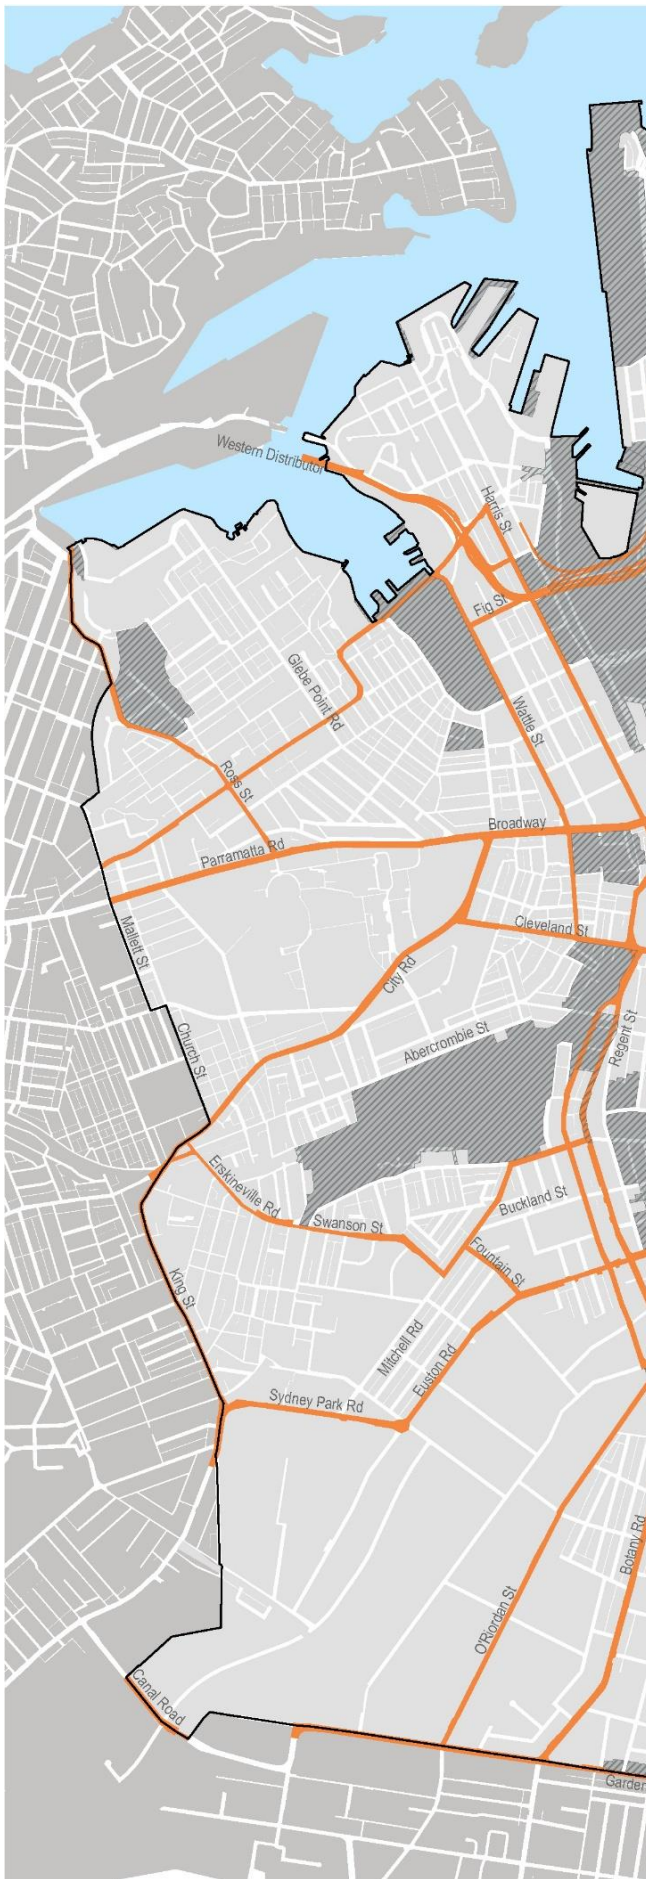 Western Distributor
Harris St
Fig St
Glebe Point Rd
Wattle St
Ross St
Broadway
Parramatta Rd
Mallett St
Cleveland St
City Rd
Regent St
Church St
Abercrombie St
Erskineville Rd
Buckland St
Swanson St
Fountain St
King St
Mitchell Rd
Euston Rd
Sydney Park Rd
Botany Rd
O'Riordan St
Canal Road
Garden